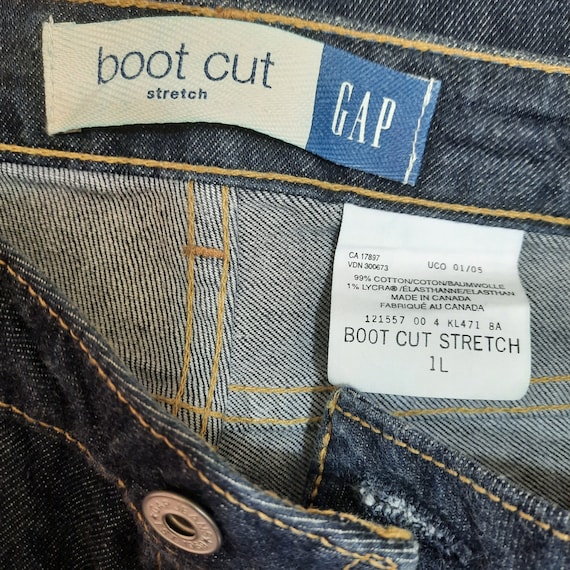 boot cut
stretch
GAP
CA 17897
VDN 300673
UCO 01/05
99% COTTON/COTON/BAUMWOLLE
1% LYCRA®/ÉLASTHANNE/ELASTHAN
MADE IN CANADA
FABRIQUÉ AU CANADA
121557 00 4 KL471 8A
BOOT CUT STRETCH
1L